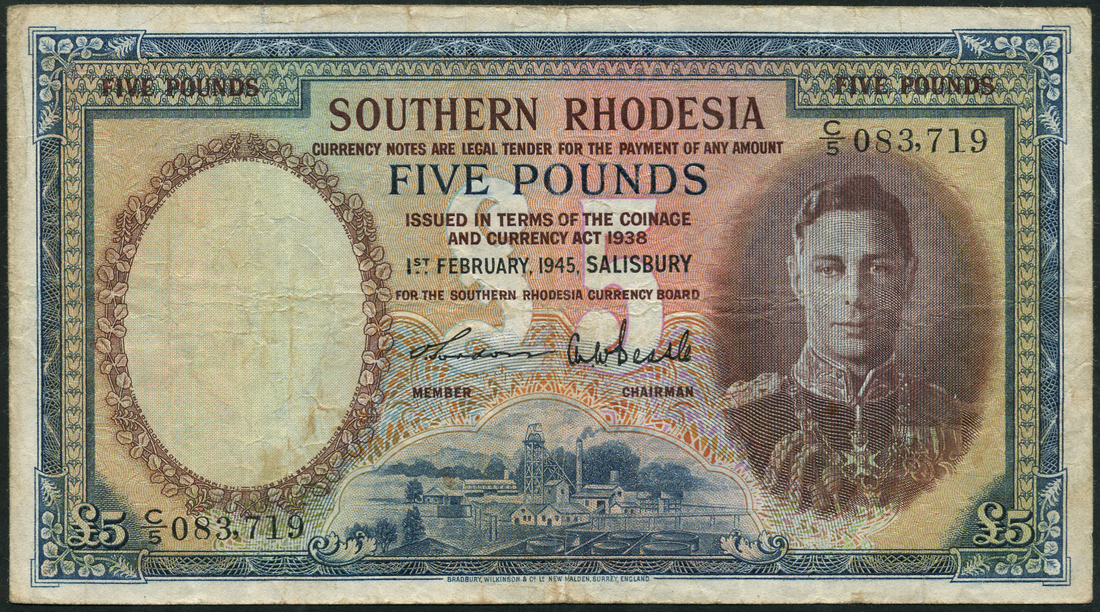 FIVE POUNDS
FIVE POUNDS
SOUTHERN RHODESIA
C/5 083,719
CURRENCY NOTES ARE LEGAL TENDER FOR THE PAYMENT OF ANY AMOUNT
FIVE POUNDS
£5
ISSUED IN TERMS OF THE COINAGE
AND CURRENCY ACT 1938
1ST FEBRUARY, 1945, SALISBURY
FOR THE SOUTHERN RHODESIA CURRENCY BOARD
MEMBER CHAIRMAN
£5 C/5 083,719
£5
BRADBURY, WILKINSON & Co. Ld. NEW MALDEN, SURREY, ENGLAND.